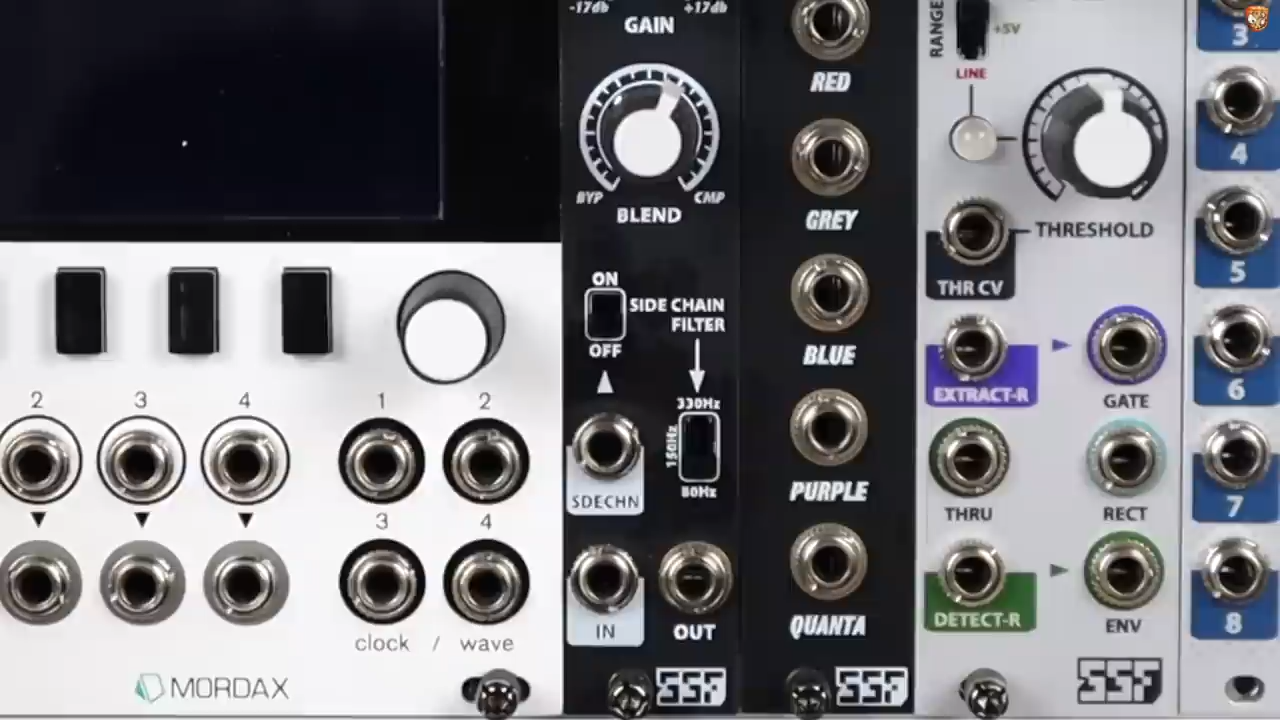 -17db +17db
GAIN
BYP CMP
BLEND
ON
SIDE CHAIN
FILTER
OFF
330Hz
150Hz
80Hz
SDECHN
IN
OUT
SSF
2 3 4
1 2
3 4
clock / wave
MORDAX
RED
GREY
BLUE
PURPLE
QUANTA
SSF
RANGE
+5V
LINE
THRESHOLD
THR CV
EXTRACT-R
GATE
THRU
RECT
DETECT-R
ENV
SSF
3
4
5
6
7
8